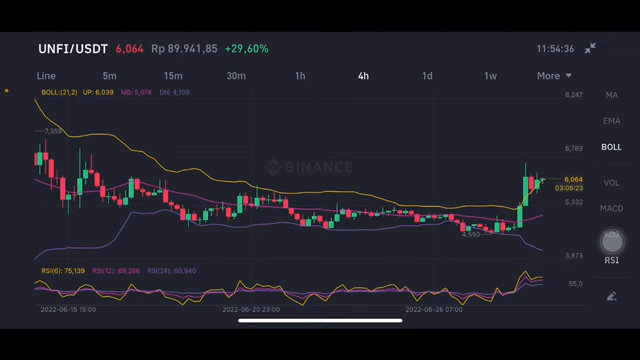 UNFI/USDT 6,064 Rp 89.941,85 +29,60% 11:54:36
Line 5m 15m 30m 1h 4h 1d 1w More
BOLL:(21,2) UP: 6,039 MB: 5,074 DN: 4,109
8,247
MA
7,359
EMA
6,789
BOLL
BINANCE
6,064
03:05:23
VOL
5,332
MACD
4,550
3,873
RSI
RSI(6): 75,139 RSI(12): 69,266 RSI(24): 60,940
55,0
2022-06-15 15:00 2022-06-20 23:00 2022-06-26 07:00